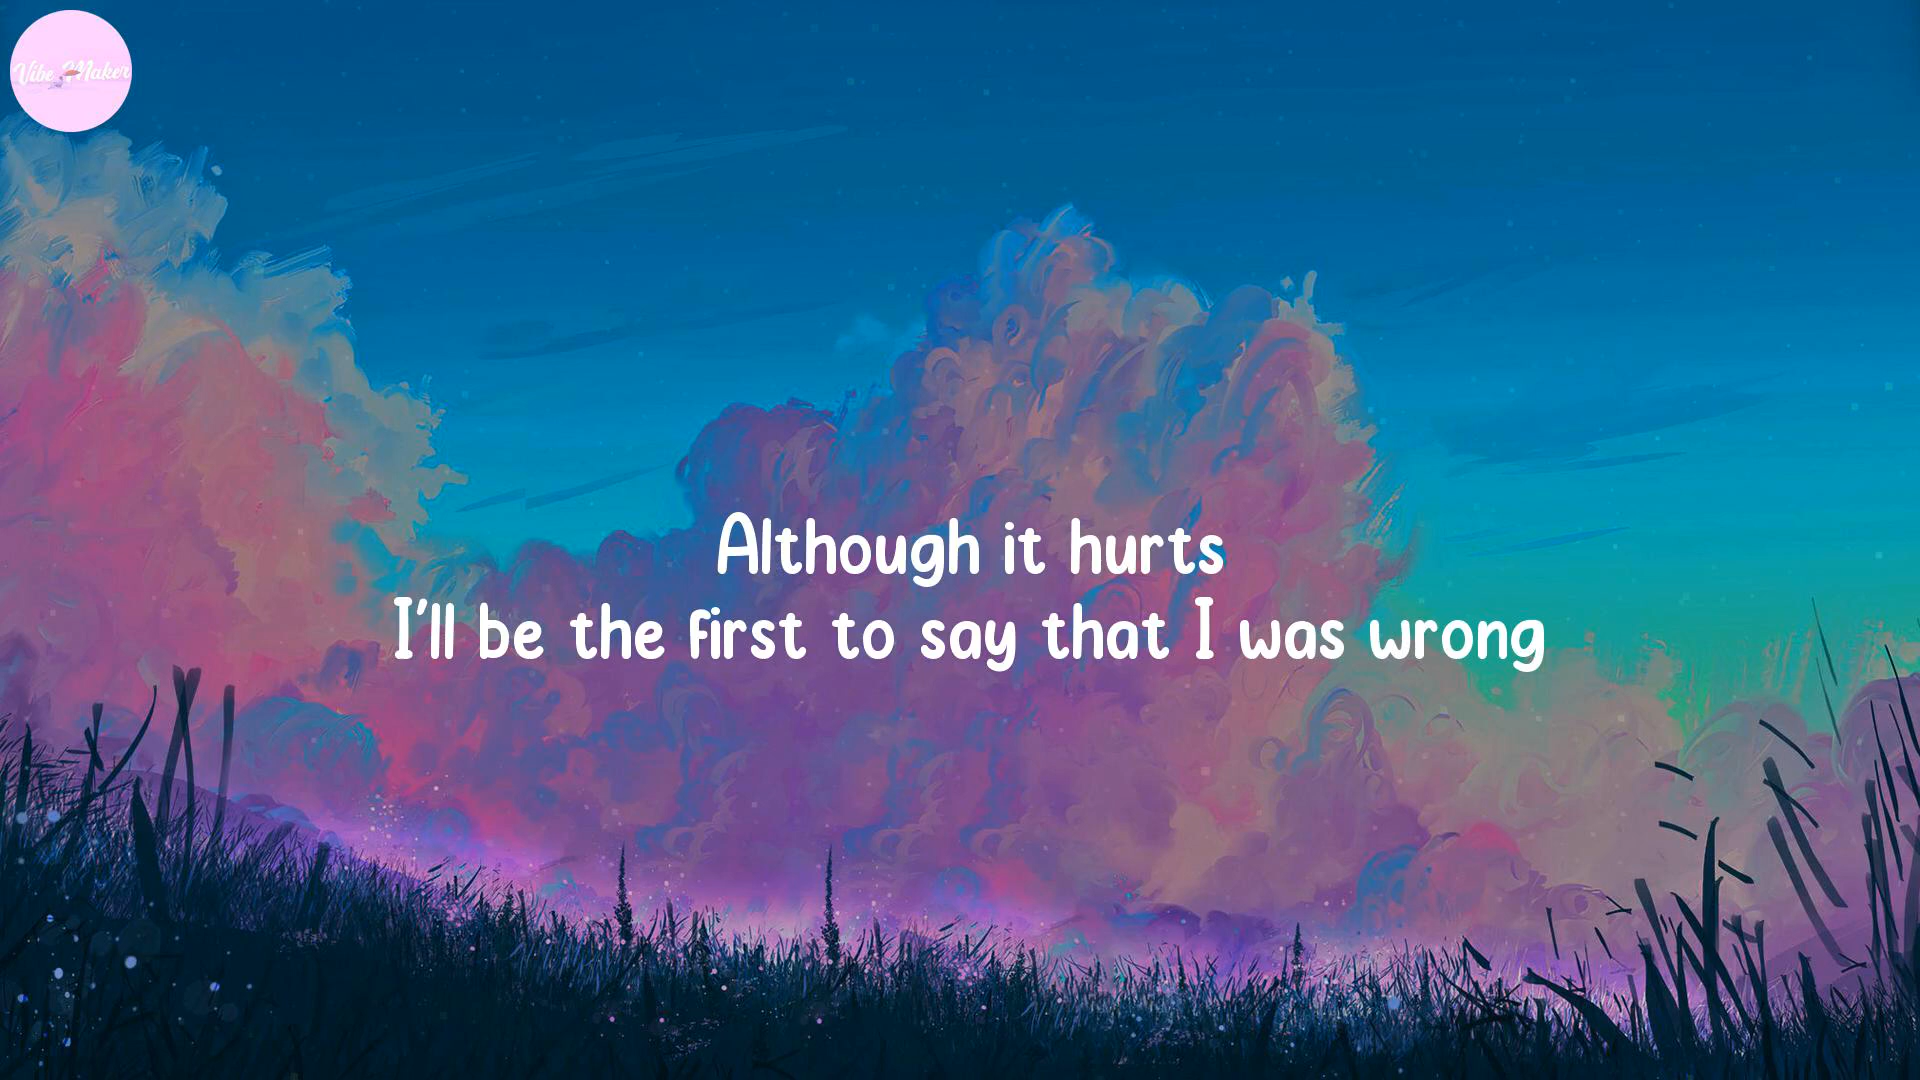 Vibe Maker
Although it hurts
I'll be the first to say that I was wrong